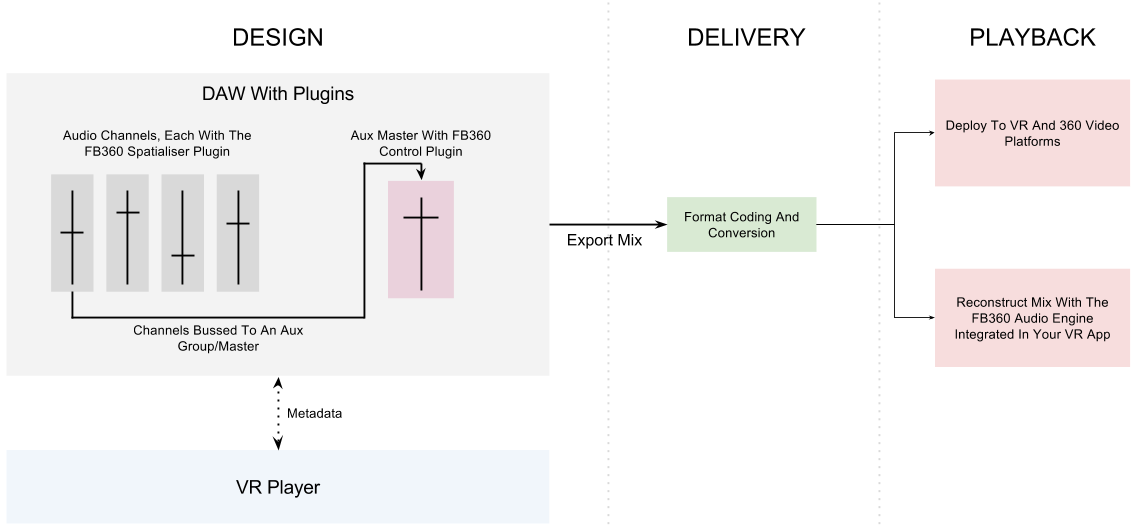 DESIGN
DELIVERY
PLAYBACK
DAW With Plugins
Audio Channels, Each With The
FB360 Spatialiser Plugin
Aux Master With FB360
Control Plugin
Channels Bussed To An Aux
Group/Master
Export Mix
Format Coding And
Conversion
Deploy To VR And 360 Video
Platforms
Reconstruct Mix With The
FB360 Audio Engine
Integrated In Your VR App
Metadata
VR Player